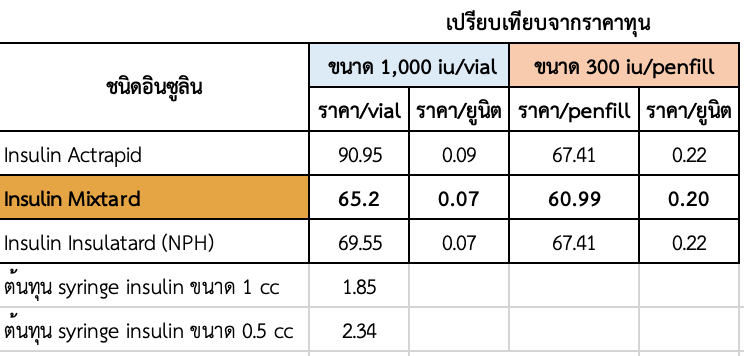 เปรียบเทียบจากราคาทุน
ชนิดอินซูลิน ขนาด 1,000 iu/vial ขนาด 300 iu/penfill
ราคา/vial ราคา/ยูนิต ราคา/penfill ราคา/ยูนิต
Insulin Actrapid 90.95 0.09 67.41 0.22
Insulin Mixtard 65.2 0.07 60.99 0.20
Insulin Insulatard (NPH) 69.55 0.07 67.41 0.22
ต้นทุน syringe insulin ขนาด 1 cc 1.85
ต้นทุน syringe insulin ขนาด 0.5 cc 2.34